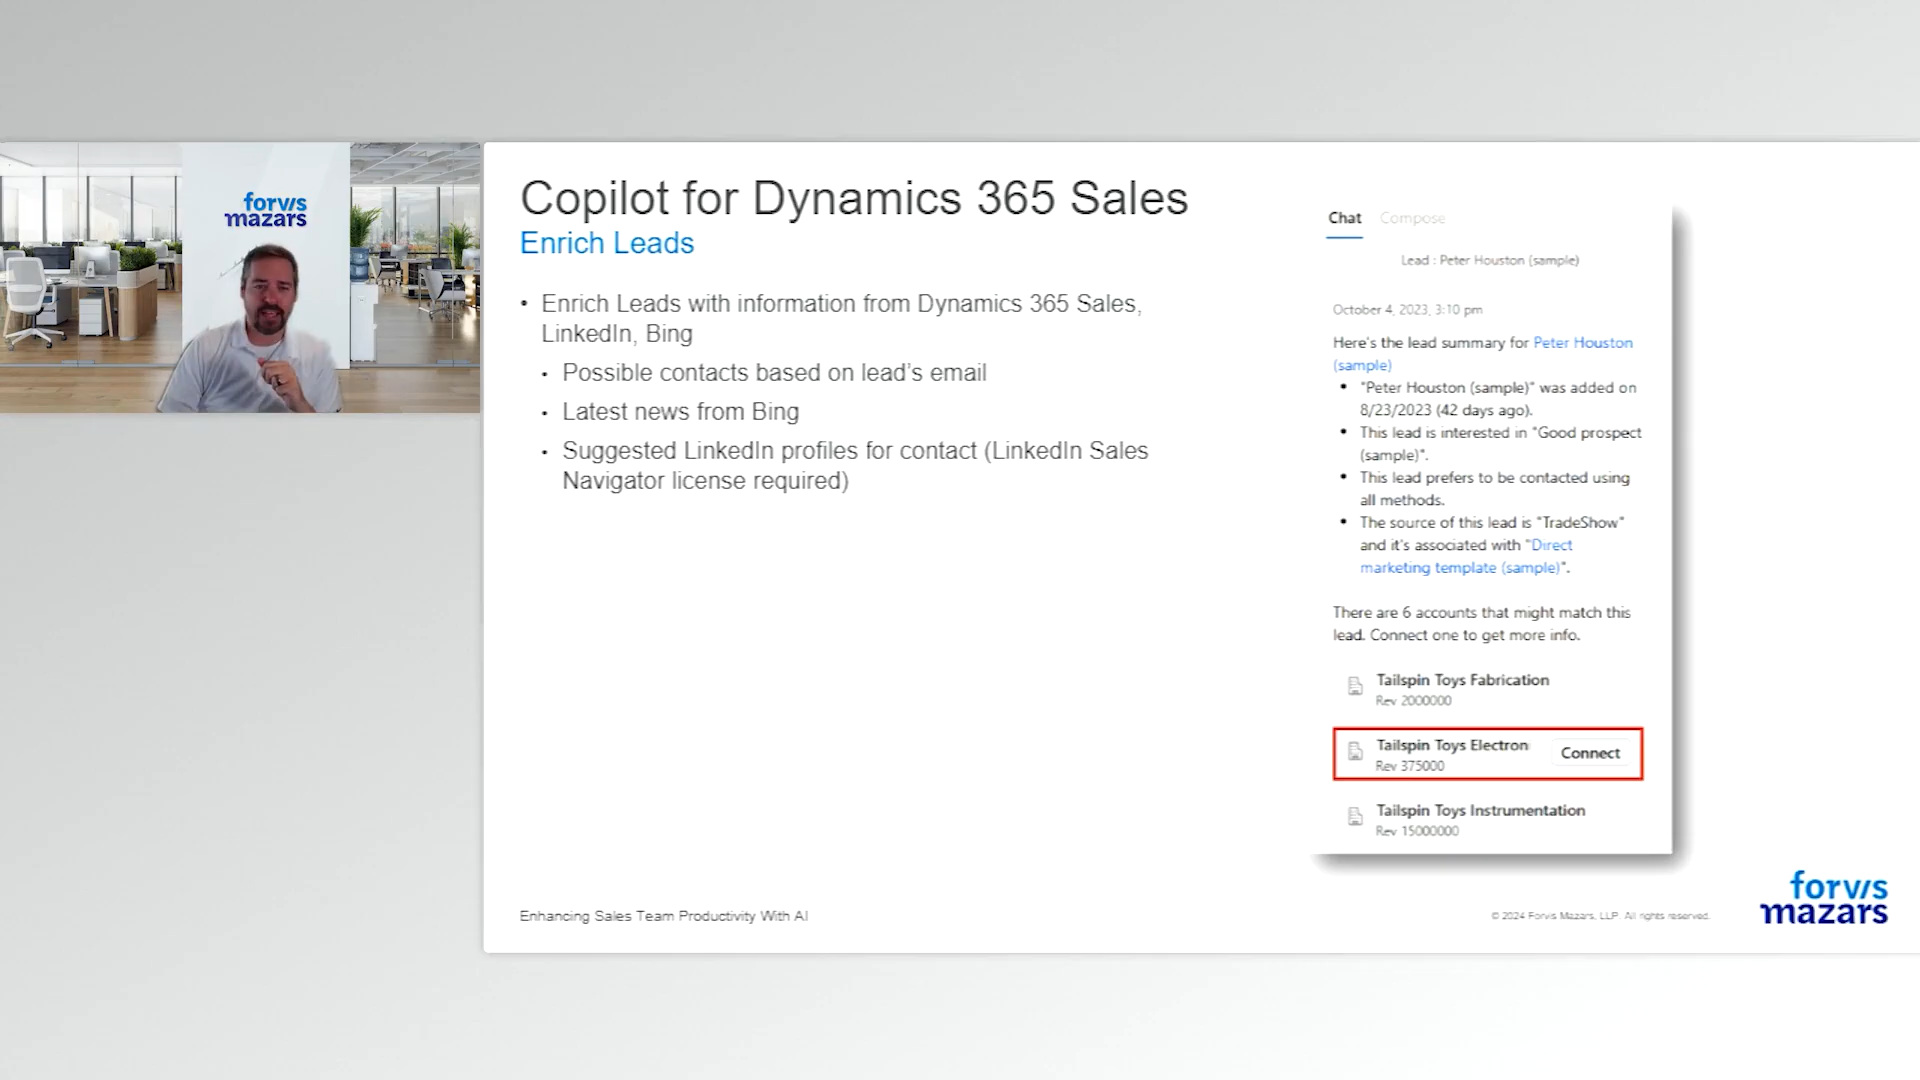 forvis
mazars
Copilot for Dynamics 365 Sales
Enrich Leads
• Enrich Leads with information from Dynamics 365 Sales,
LinkedIn, Bing
• Possible contacts based on lead's email
• Latest news from Bing
• Suggested LinkedIn profiles for contact (LinkedIn Sales
Navigator license required)
Chat Compose
Lead : Peter Houston (sample)
October 4, 2023, 3:10 pm
Here's the lead summary for Peter Houston
(sample)
• "Peter Houston (sample)" was added on
8/23/2023 (42 days ago).
• This lead is interested in "Good prospect
(sample)".
• This lead prefers to be contacted using
all methods.
• The source of this lead is "TradeShow"
and it's associated with "Direct
marketing template (sample)".
There are 6 accounts that might match this
lead. Connect one to get more info.
Tailspin Toys Fabrication
Rev 2000000
Tailspin Toys Electron
Rev 375000
Connect
Tailspin Toys Instrumentation
Rev 15000000
Enhancing Sales Team Productivity With AI
© 2024 Forvis Mazars, LLP. All rights reserved.
forvis
mazars